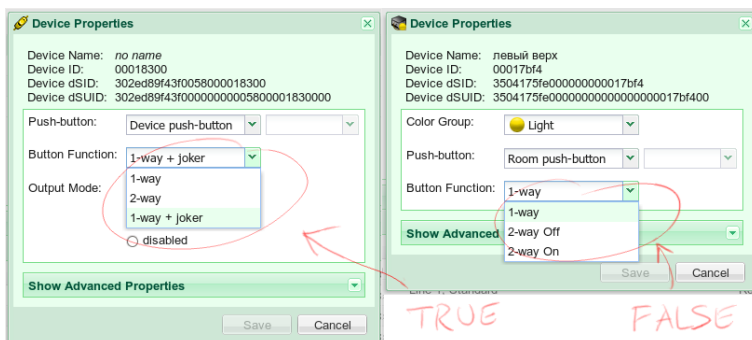 Device Properties
Device Name: no name
Device ID: 00018300
Device dSID: 302ed89f43f0058000018300
Device dSUID: 302ed89f43f00000000005800001830000
Push-button: Device push-button
Button Function: 1-way + joker
1-way
Output Mode:
2-way
1-way + joker
disabled
Show Advanced Properties
Save Cancel
Device Properties
Device Name: левый верх
Device ID: 00017bf4
Device dSID: 3504175fe000000000017bf4
Device dSUID: 3504175fe00000000000000000017bf400
Color Group: Light
Push-button: Room push-button
Button Function: 1-way
1-way
Show Advanced
2-way Off
2-way On
Save Cancel
TRUE FALSE